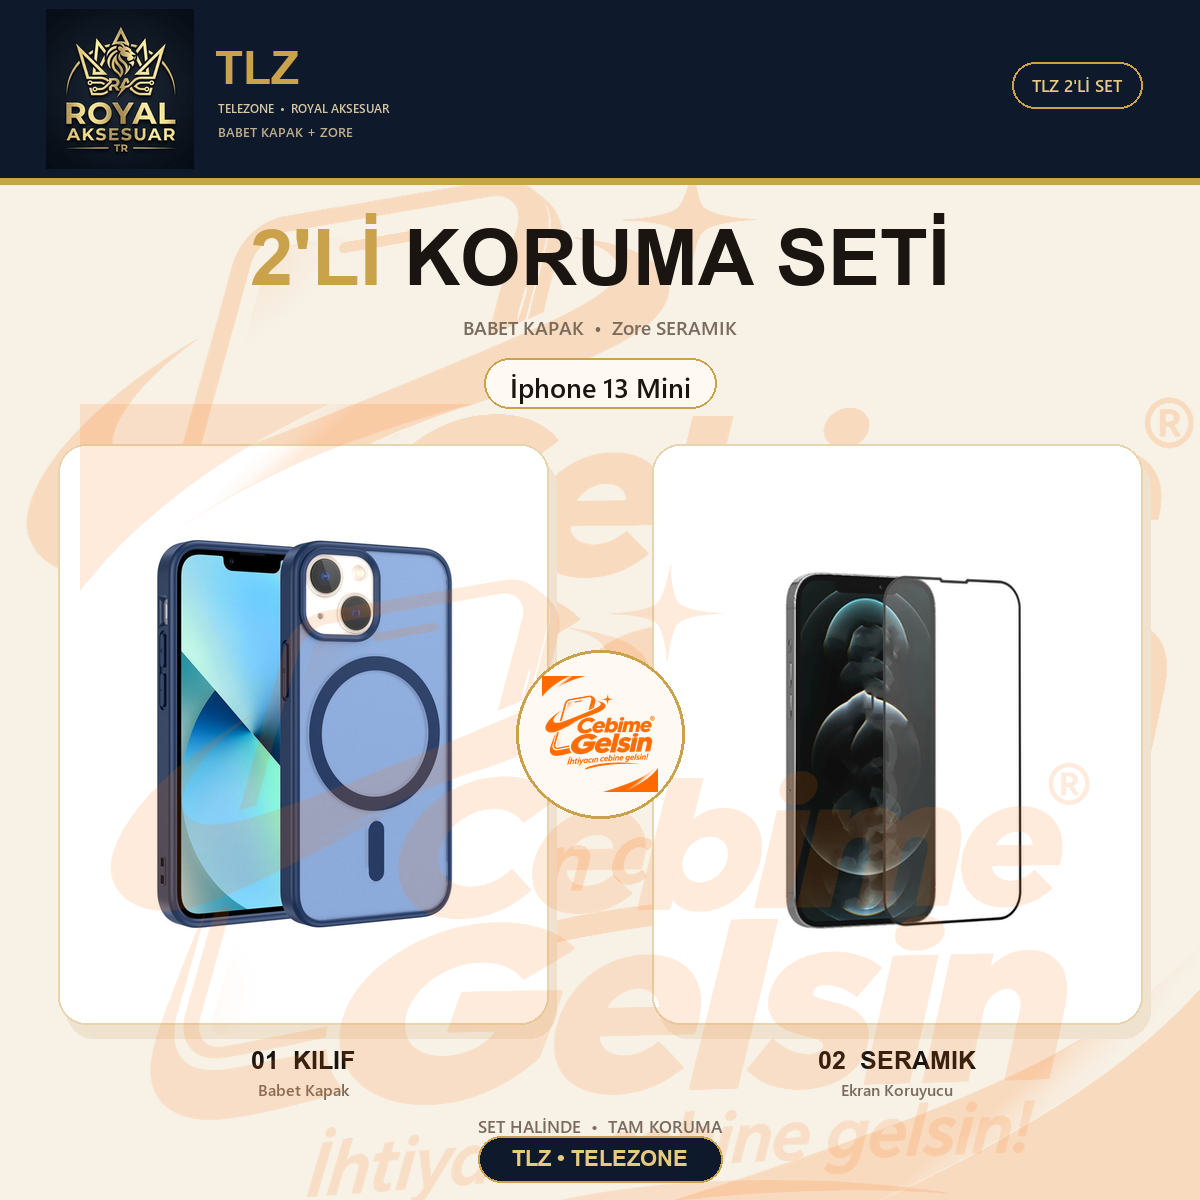 ROYAL
AKSESUAR
TR
TLZ
TELEZONE • ROYAL AKSESUAR
BABET KAPAK + ZORE
TLZ 2'Lİ SET
2'Lİ KORUMA SETİ
BABET KAPAK • Zore SERAMIK
İphone 13 Mini
Cebime®
Gelsin
İhtiyacın cebine gelsin!
Cebime®
Gelsin
01 KILIF
Babet Kapak
02 SERAMIK
Ekran Koruyucu
SET HALİNDE • TAM KORUMA
TLZ • TELEZONE